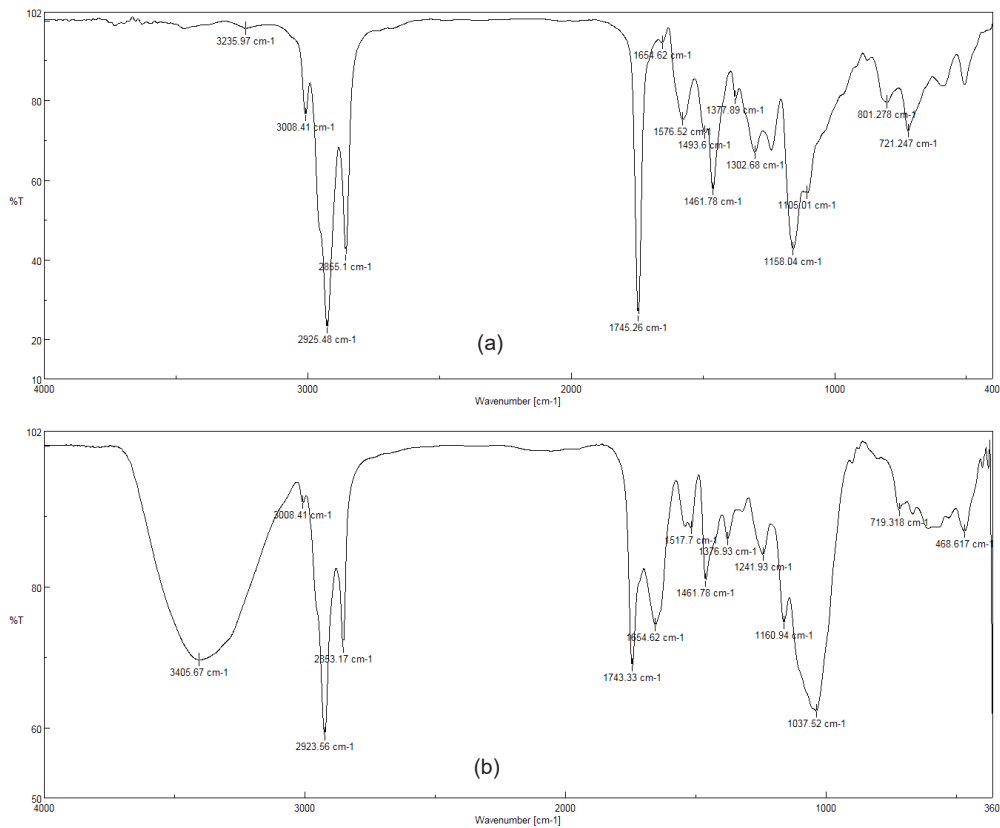 102
80
60
%T
40
20
10
4000
3000
2000
1000
400
Wavenumber [cm-1]
3235.97 cm-1
3008.41 cm-1
2925.48 cm-1
2855.1 cm-1
1745.26 cm-1
1654.62 cm-1
1576.52 cm-1
1493.6 cm-1
1461.78 cm-1
1377.89 cm-1
1302.68 cm-1
1158.04 cm-1
1105.01 cm-1
801.278 cm-1
721.247 cm-1
(a)
102
80
%T
60
50
4000
3000
2000
1000
360
Wavenumber [cm-1]
3405.67 cm-1
3008.41 cm-1
2923.56 cm-1
2853.17 cm-1
1743.33 cm-1
1654.62 cm-1
1517.7 cm-1
1461.78 cm-1
1376.93 cm-1
1241.93 cm-1
1160.94 cm-1
1037.52 cm-1
719.318 cm-1
468.617 cm-1
(b)